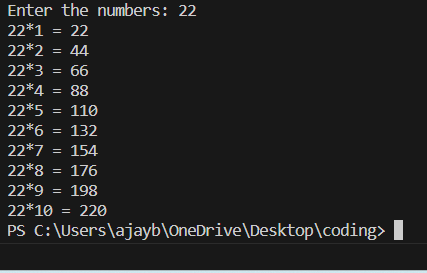 Enter the numbers: 22
22*1 = 22
22*2 = 44
22*3 = 66
22*4 = 88
22*5 = 110
22*6 = 132
22*7 = 154
22*8 = 176
22*9 = 198
22*10 = 220
PS C:\Users\ajayb\OneDrive\Desktop\coding>